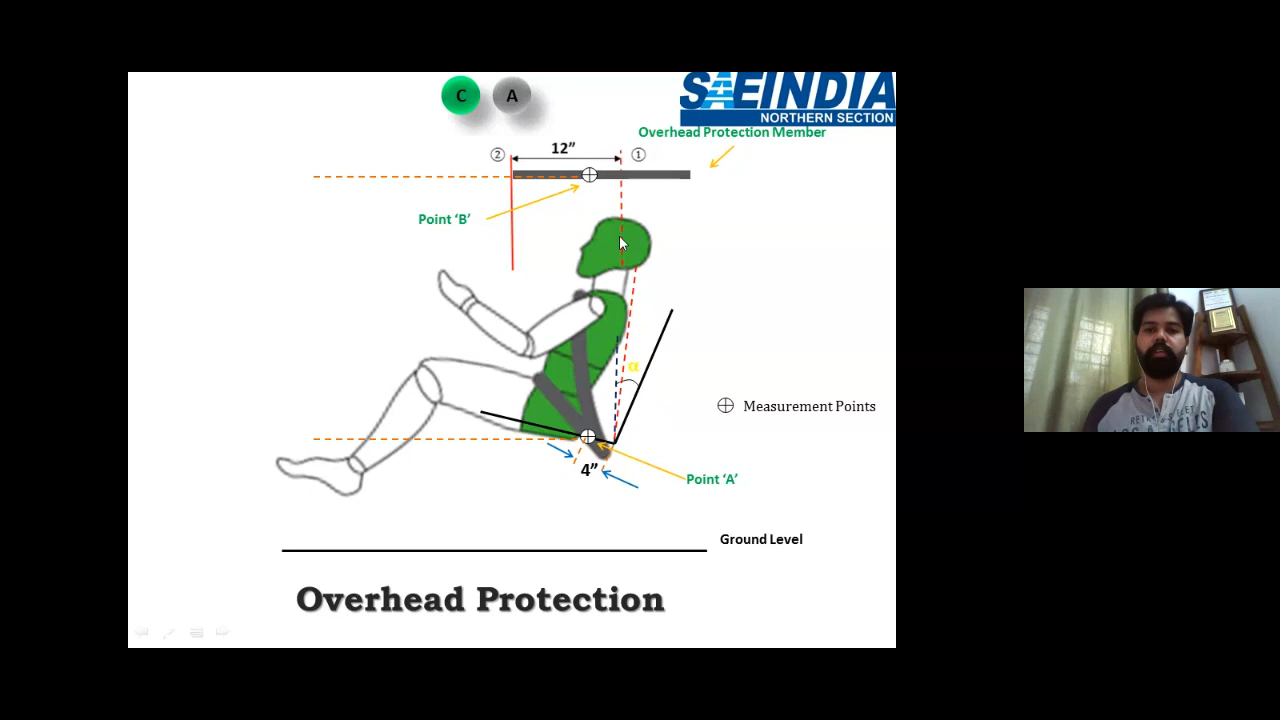 C A
SAEINDIA
NORTHERN SECTION
Overhead Protection Member
② 12” ①
Point ‘B’
α
Measurement Points
4”
Point ‘A’
Ground Level
Overhead Protection